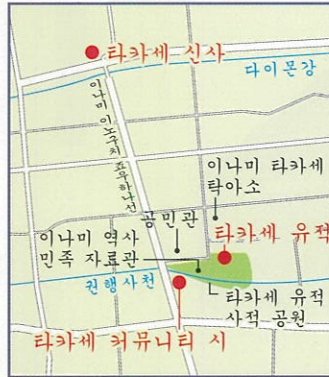 타카세 신사
다이몬강
이나미 이노구치 죠우하나선
이나미 타카세
탁아소
공민관
이나미 역사
민족 자료관
타카세 유적
권행사천
타카세 유적
사적 공원
타카세 커뮤니티 시